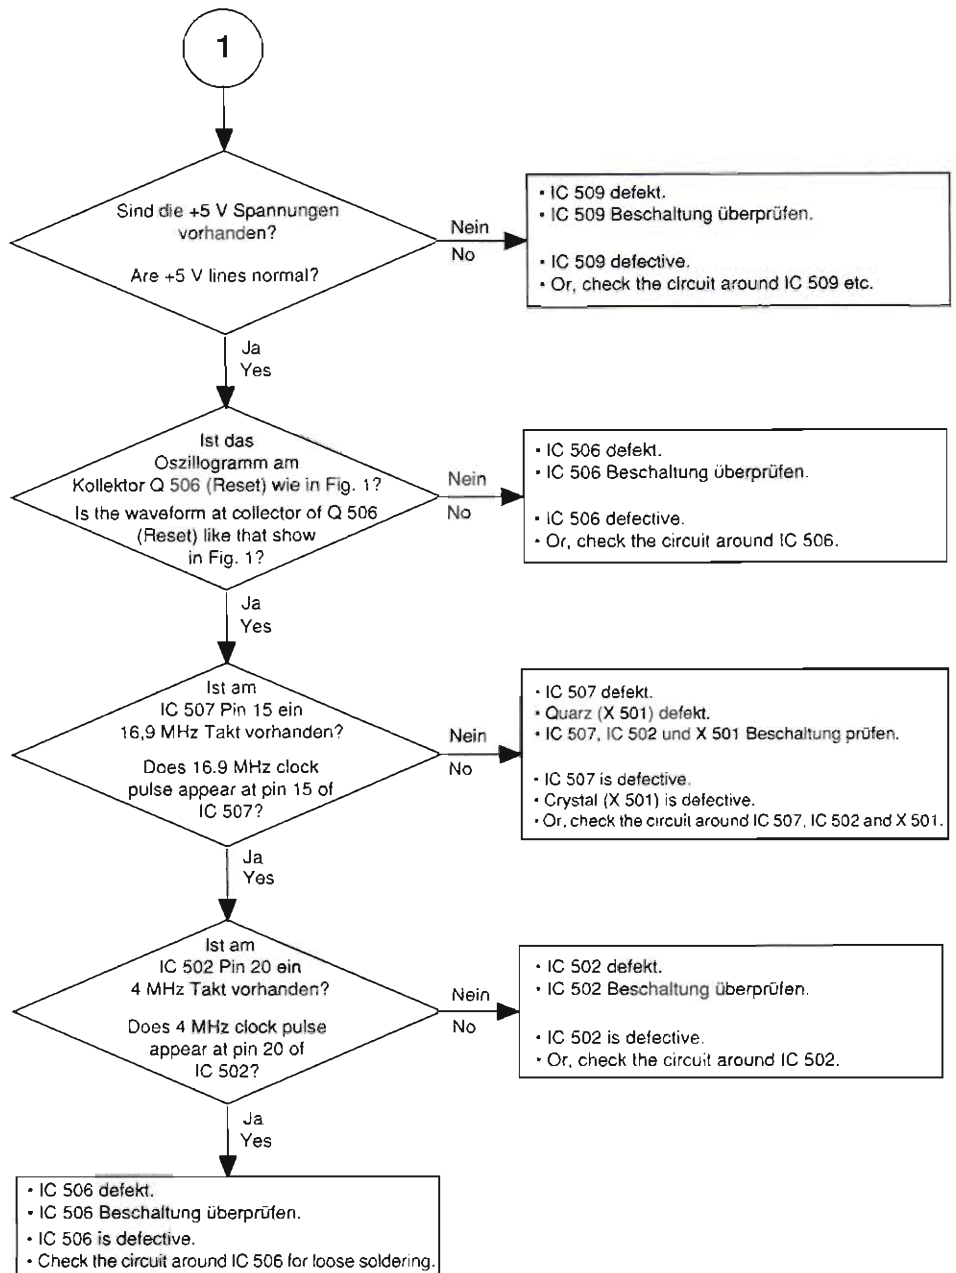 1
Sind die +5 V Spannungen
vorhanden?
Are +5 V lines normal?
Nein
No
• IC 509 defekt.
• IC 509 Beschaltung überprüfen.
• IC 509 defective.
• Or, check the circuit around IC 509 etc.
Ja
Yes
Ist das
Oszillogramm am
Kollektor Q 506 (Reset) wie in Fig. 1?
Is the waveform at collector of Q 506
(Reset) like that show
in Fig. 1?
Nein
No
• IC 506 defekt.
• IC 506 Beschaltung überprüfen.
• IC 506 defective.
• Or, check the circuit around IC 506.
Ja
Yes
Ist am
IC 507 Pin 15 ein
16,9 MHz Takt vorhanden?
Does 16.9 MHz clock
pulse appear at pin 15 of
IC 507?
Nein
No
• IC 507 defekt.
• Quarz (X 501) defekt.
• IC 507, IC 502 und X 501 Beschaltung prüfen.
• IC 507 is defective.
• Crystal (X 501) is defective.
• Or, check the circuit around IC 507, IC 502 and X 501.
Ja
Yes
Ist am
IC 502 Pin 20 ein
4 MHz Takt vorhanden?
Does 4 MHz clock pulse
appear at pin 20 of
IC 502?
Nein
No
• IC 502 defekt.
• IC 502 Beschaltung überprüfen.
• IC 502 is defective.
• Or, check the circuit around IC 502.
Ja
Yes
• IC 506 defekt.
• IC 506 Beschaltung überprüfen.
• IC 506 is defective.
• Check the circuit around IC 506 for loose soldering.